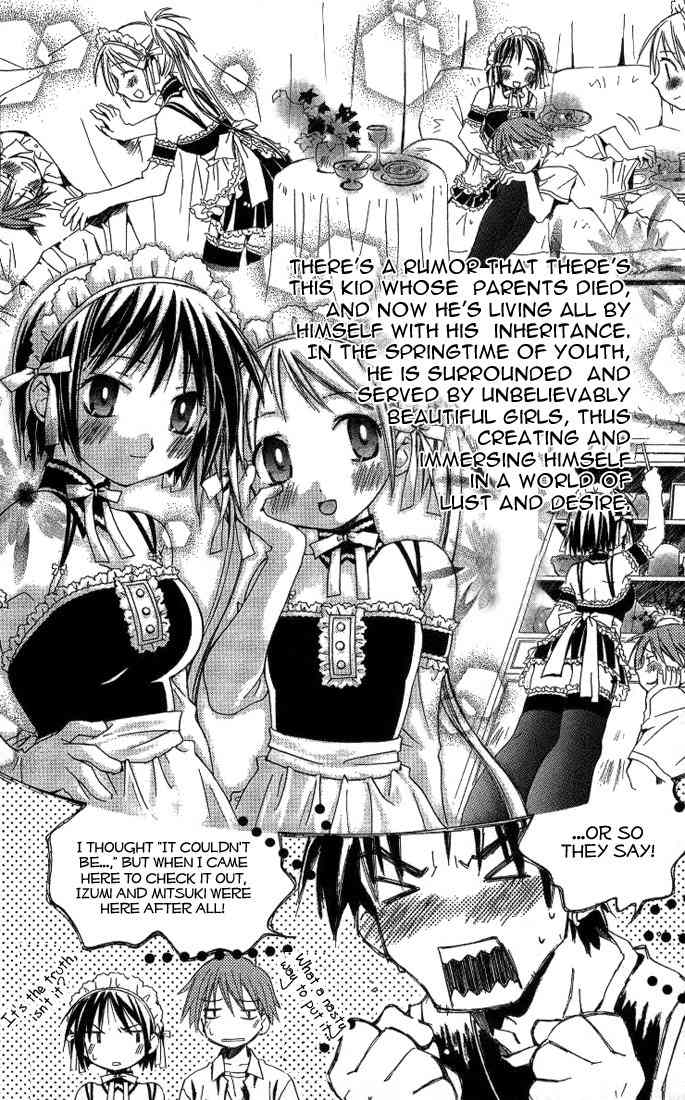 THERE'S A RUMOR THAT THERE'S
THIS KID WHOSE PARENTS DIED,
AND NOW HE'S LIVING ALL BY
HIMSELF WITH HIS INHERITANCE.
IN THE SPRINGTIME OF YOUTH,
HE IS SURROUNDED AND
SERVED BY UNBELIEVABLY
BEAUTIFUL GIRLS, THUS
CREATING AND
IMMERSING HIMSELF
IN A WORLD OF
LUST AND DESIRE.
...OR SO
THEY SAY!
I THOUGHT "IT COULDN'T
BE...," BUT WHEN I CAME
HERE TO CHECK IT OUT,
IZUMI AND MITSUKI WERE
HERE AFTER ALL!
What a nasty
way to put it!
It's the truth,
isnt it?